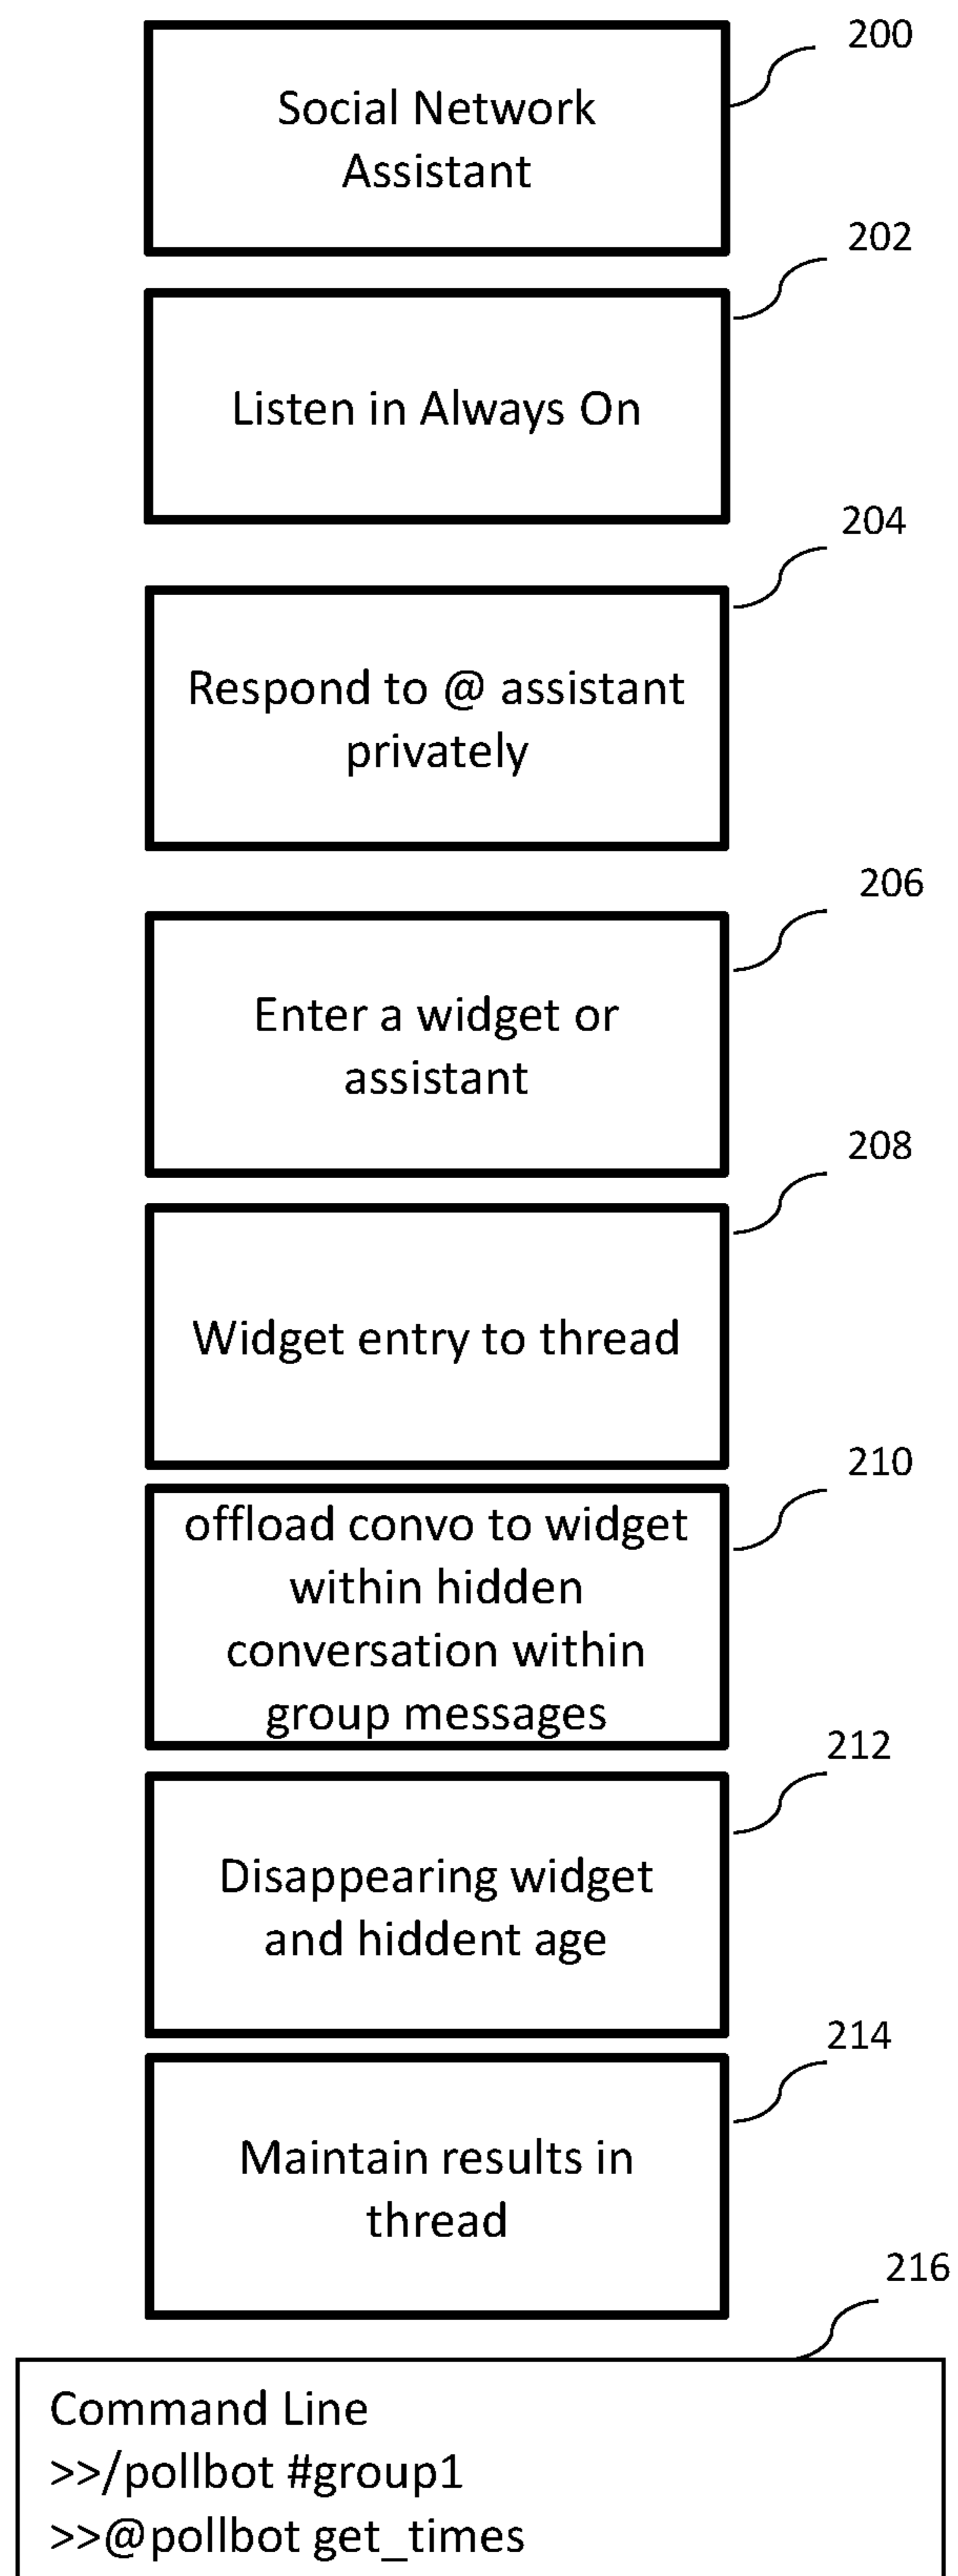 200
Social Network
Assistant
202
Listen in Always On
204
Respond to @ assistant
privately
206
Enter a widget or
assistant
208
Widget entry to thread
210
offload convo to widget
within hidden
conversation within
group messages
212
Disappearing widget
and hiddent age
214
Maintain results in
thread
216
Command Line
>>/pollbot #group1
>>@pollbot get_times